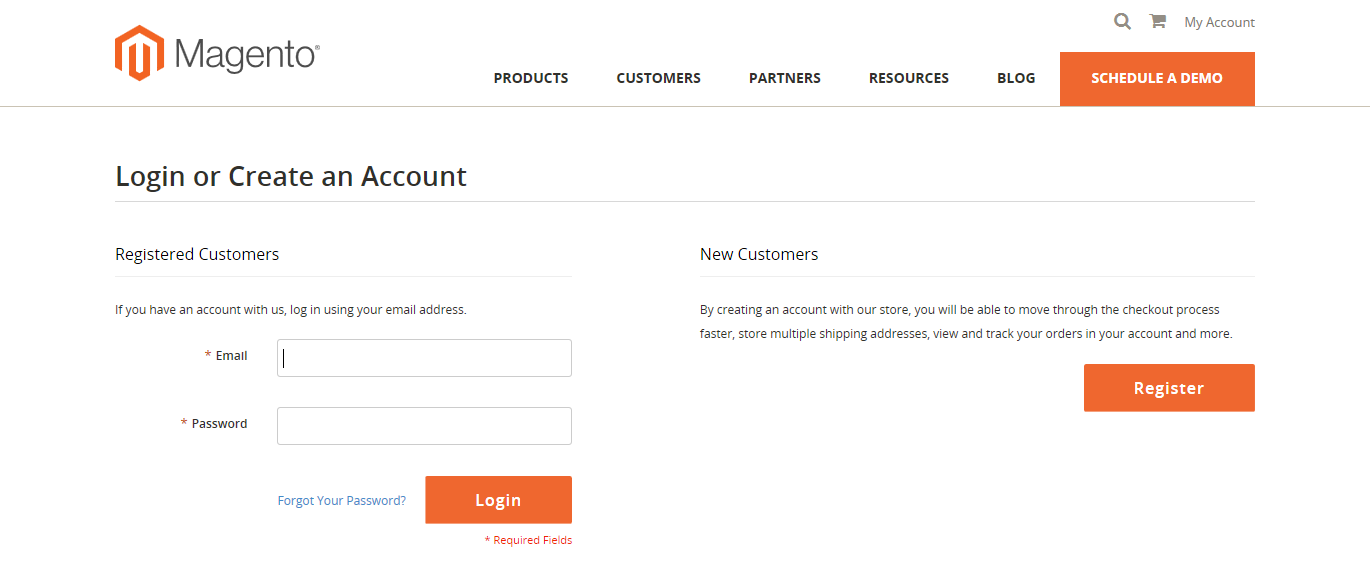 My Account
Magento®
PRODUCTS CUSTOMERS PARTNERS RESOURCES BLOG SCHEDULE A DEMO
Login or Create an Account
Registered Customers
If you have an account with us, log in using your email address.
* Email
* Password
Forgot Your Password? Login
* Required Fields
New Customers
By creating an account with our store, you will be able to move through the checkout process
faster, store multiple shipping addresses, view and track your orders in your account and more.
Register